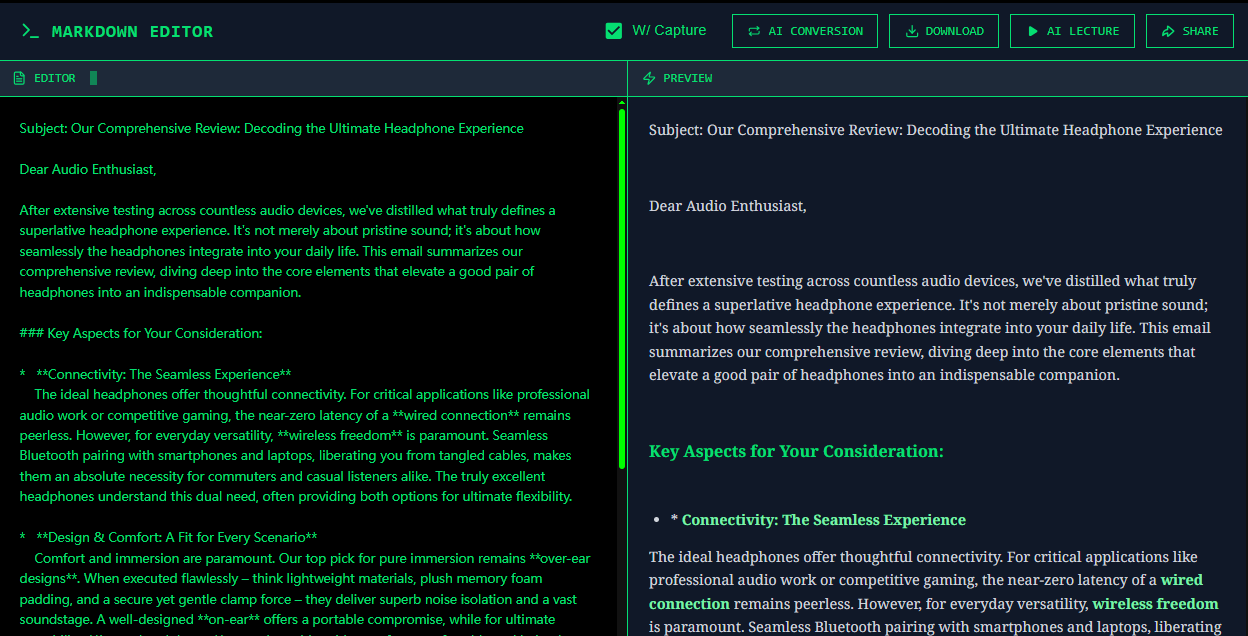 MARKDOWN EDITOR
W/ Capture
AI CONVERSION
DOWNLOAD
AI LECTURE
SHARE
EDITOR
Subject: Our Comprehensive Review: Decoding the Ultimate Headphone Experience
Dear Audio Enthusiast,
After extensive testing across countless audio devices, we've distilled what truly defines a
superlative headphone experience. It's not merely about pristine sound; it's about how
seamlessly the headphones integrate into your daily life. This email summarizes our
comprehensive review, diving deep into the core elements that elevate a good pair of
headphones into an indispensable companion.
### Key Aspects for Your Consideration:
*   **Connectivity: The Seamless Experience**
The ideal headphones offer thoughtful connectivity. For critical applications like professional
audio work or competitive gaming, the near-zero latency of a **wired connection** remains
peerless. However, for everyday versatility, **wireless freedom** is paramount. Seamless
Bluetooth pairing with smartphones and laptops, liberating you from tangled cables, makes
them an absolute necessity for commuters and casual listeners alike. The truly excellent
headphones understand this dual need, often providing both options for ultimate flexibility.
*   **Design & Comfort: A Fit for Every Scenario**
Comfort and immersion are paramount. Our top pick for pure immersion remains **over-ear
designs**. When executed flawlessly – think lightweight materials, plush memory foam
padding, and a secure yet gentle clamp force – they deliver superb noise isolation and a vast
soundstage. A well-designed **on-ear** offers a portable compromise, while for ultimate
PREVIEW
Subject: Our Comprehensive Review: Decoding the Ultimate Headphone Experience
Dear Audio Enthusiast,
After extensive testing across countless audio devices, we've distilled what truly
defines a superlative headphone experience. It's not merely about pristine sound;
it's about how seamlessly the headphones integrate into your daily life. This email
summarizes our comprehensive review, diving deep into the core elements that
elevate a good pair of headphones into an indispensable companion.
Key Aspects for Your Consideration:
• * Connectivity: The Seamless Experience
The ideal headphones offer thoughtful connectivity. For critical applications like
professional audio work or competitive gaming, the near-zero latency of a wired
connection remains peerless. However, for everyday versatility, wireless freedom
is paramount. Seamless Bluetooth pairing with smartphones and laptops, liberating